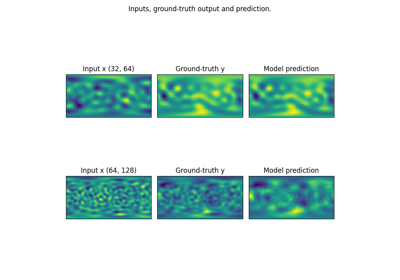 Inputs, ground-truth output and prediction.
Input x (32, 64) Ground-truth y Model prediction
Input x (64, 128) Ground-truth y Model prediction